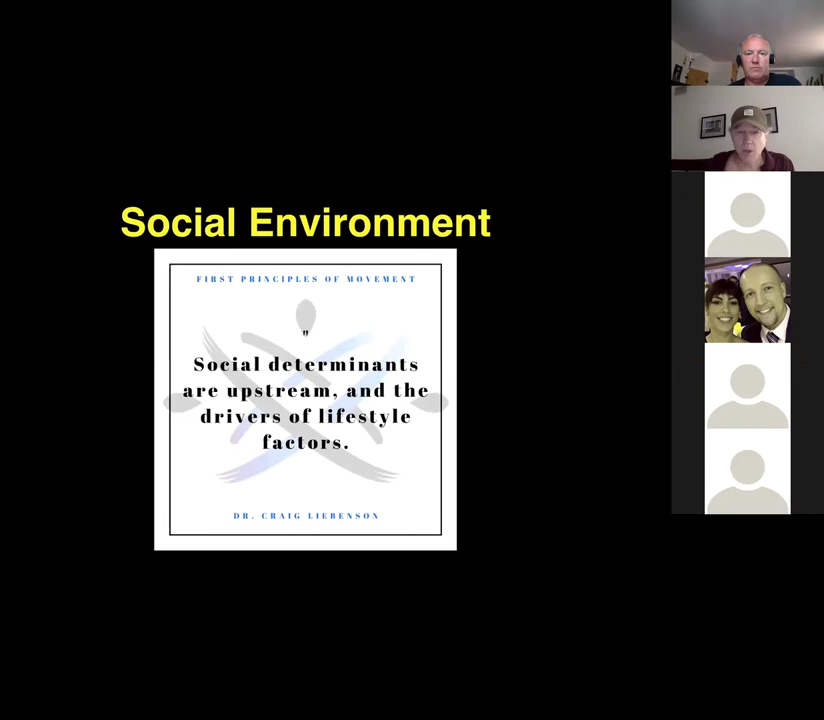 Social Environment
FIRST PRINCIPLES OF MOVEMENT
"
Social determinants
are upstream, and the
drivers of lifestyle
factors.
DR. CRAIG LIEBENSON